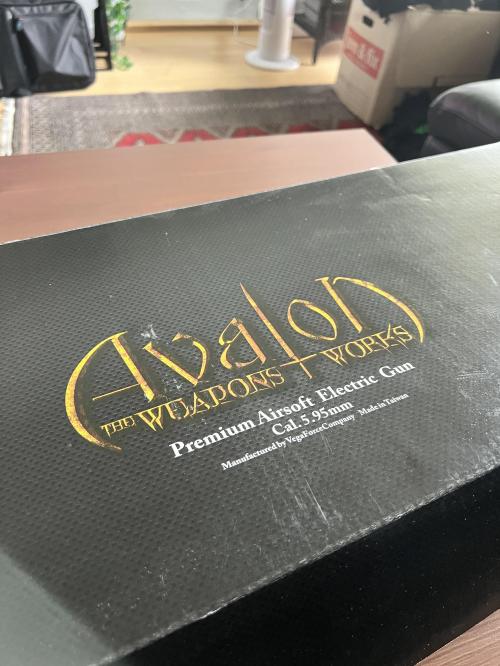 Avalon
THE WEAPONS WORKS
Premium Airsoft Electric Gun
Cal.5.95mm
Manufactured by VegaForceCompany Made in Taiwan